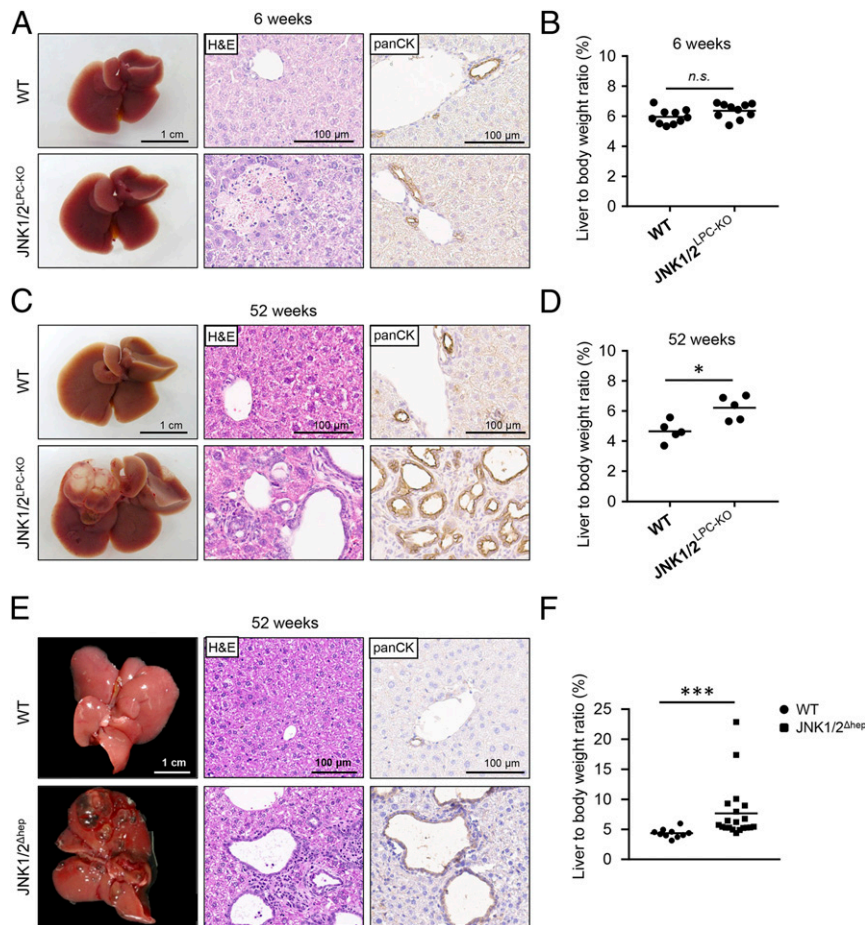 A
6 weeks
WT
H&E
panCK
1 cm
100 µm
100 µm
JNK1/2LPC-KO
B
6 weeks
Liver to body weight ratio (%)
n.s.
10
8
6
4
2
0
WT
JNK1/2LPC-KO
C
52 weeks
WT
H&E
panCK
1 cm
100 µm
100 µm
JNK1/2LPC-KO
D
52 weeks
Liver to body weight ratio (%)
*
10
8
6
4
2
0
WT
JNK1/2LPC-KO
E
52 weeks
WT
H&E
panCK
1 cm
100 µm
100 µm
JNK1/2Δhep
F
Liver to body weight ratio (%)
***
25
20
15
10
5
0
WT
JNK1/2Δhep